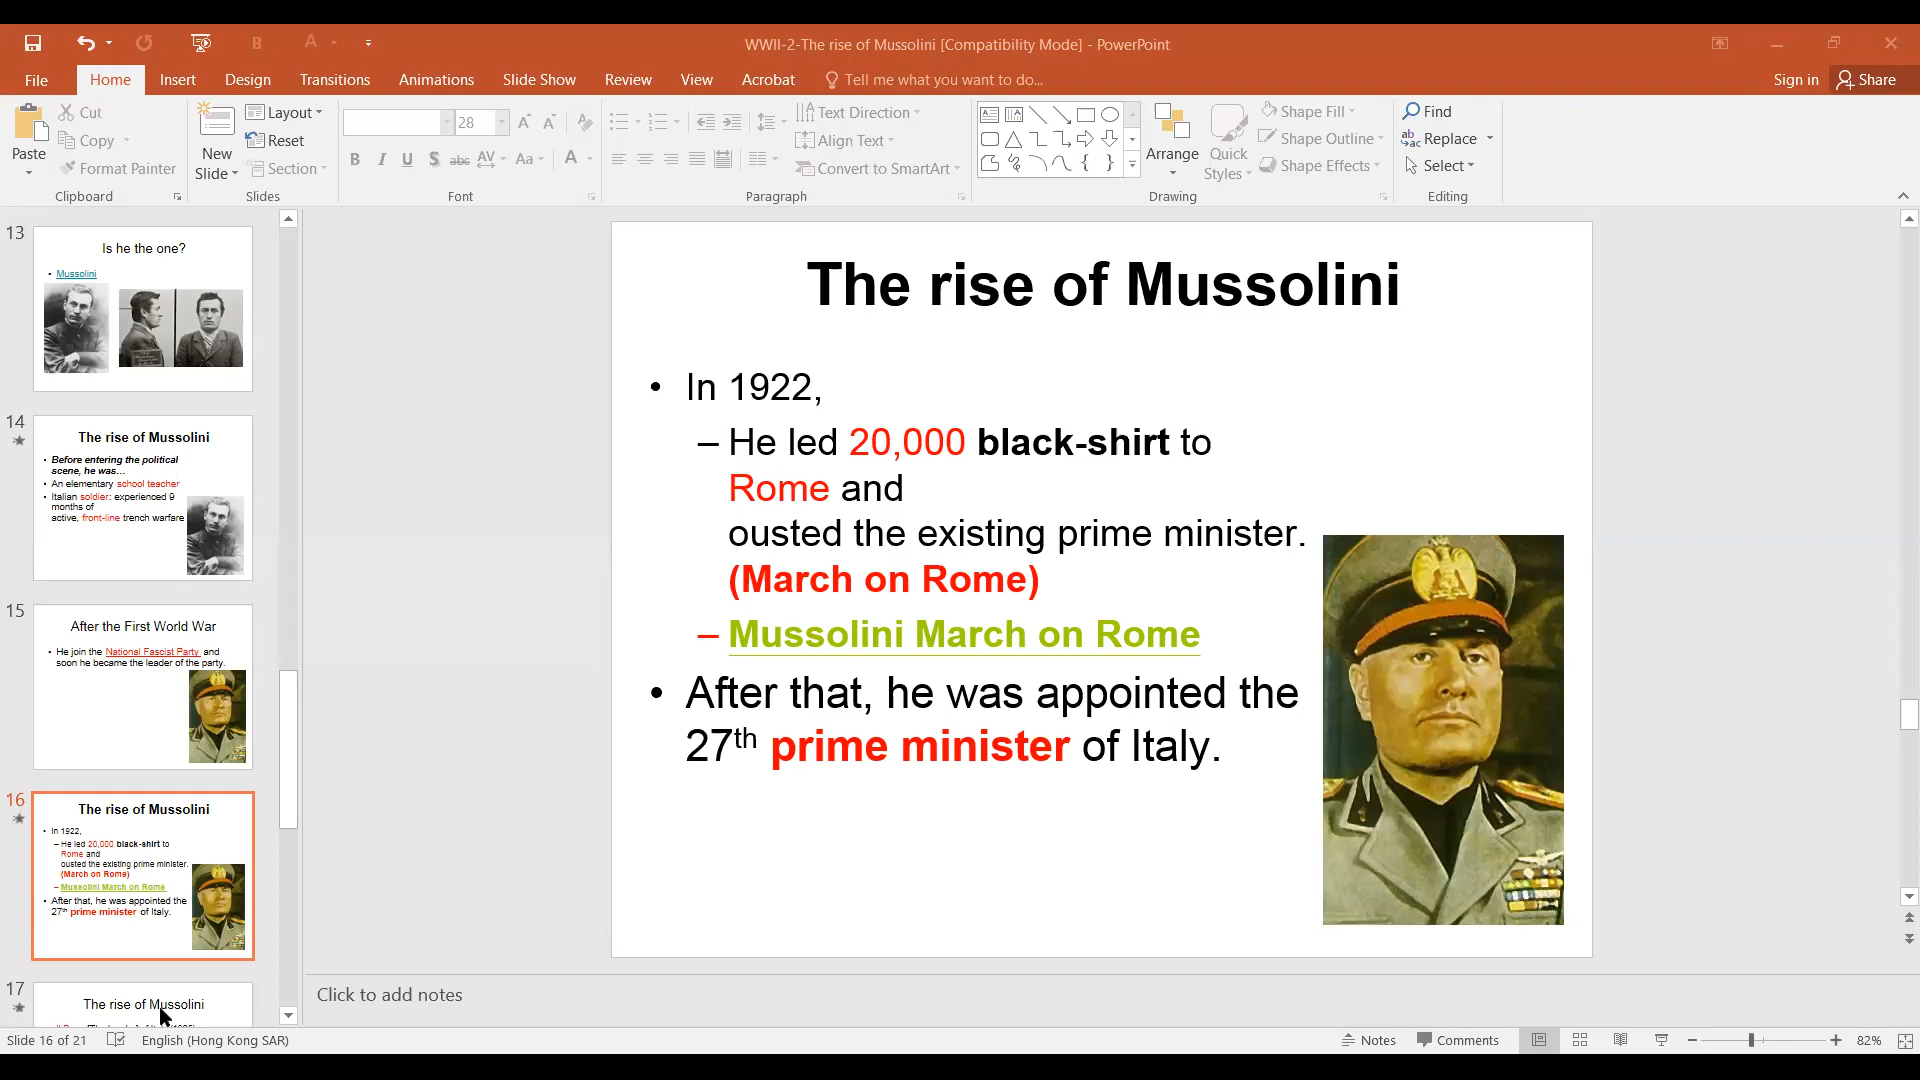 WWII-2-The rise of Mussolini [Compatibility Mode] - PowerPoint
File Home Insert Design Transitions Animations Slide Show Review View Acrobat Tell me what you want to do... Sign in Share
Paste
Cut
Copy
Format Painter
Clipboard
New Slide
Layout
Reset
Section
Slides
28
B I U S abc AV Aa A
Font
Text Direction
Align Text
Convert to SmartArt
Paragraph
Arrange
Quick Styles
Shape Fill
Shape Outline
Shape Effects
Drawing
Find
Replace
Select
Editing
13
Is he the one?
• Mussolini
14
The rise of Mussolini
• Before entering the political
scene, he was...
• An elementary school teacher
• Italian soldier: experienced 9
months of
active, front-line trench warfare
15
After the First World War
• He join the National Fascist Party and
soon he became the leader of the party.
16
The rise of Mussolini
• In 1922,
– He led 20,000 black-shirt to
Rome and
ousted the existing prime minister.
(March on Rome)
– Mussolini March on Rome
• After that, he was appointed the
27th prime minister of Italy.
17
The rise of Mussolini
The rise of Mussolini
• In 1922,
– He led 20,000 black-shirt to
Rome and
ousted the existing prime minister.
(March on Rome)
– Mussolini March on Rome
• After that, he was appointed the
27th prime minister of Italy.
Click to add notes
Slide 16 of 21 English (Hong Kong SAR) Notes Comments 82%